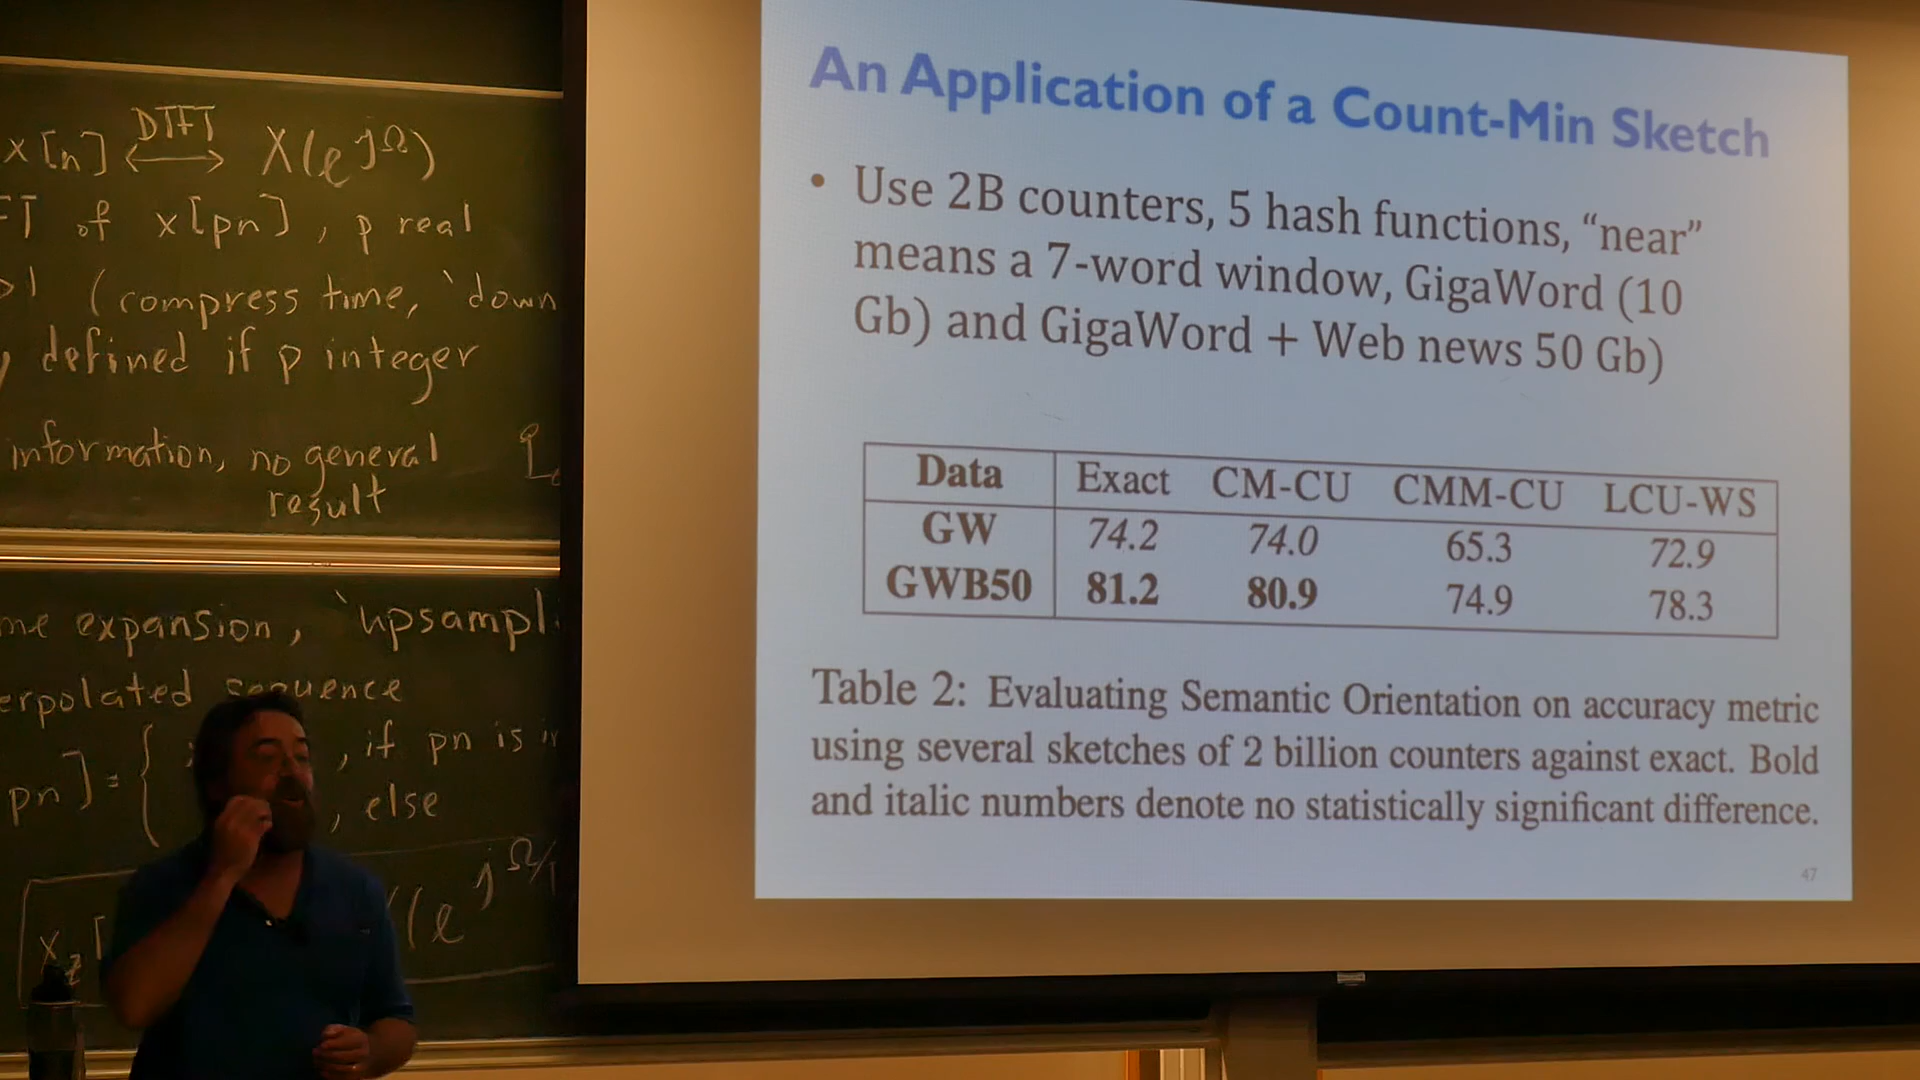 x[n] DTFT ⟷ X(e^{jΩ})
of x[pn], p real
(compress time, 'down
defined if p integer
information, no general
result
expansion, 'upsampl
sequence
pn] = { , if pn is
, else
(e^{jΩ/
An Application of a Count-Min Sketch
• Use 2B counters, 5 hash functions, “near”
means a 7-word window, GigaWord (10
Gb) and GigaWord + Web news 50 Gb)
Data Exact CM-CU CMM-CU LCU-WS
GW 74.2 74.0 65.3 72.9
GWB50 81.2 80.9 74.9 78.3
Table 2: Evaluating Semantic Orientation on accuracy metric
using several sketches of 2 billion counters against exact. Bold
and italic numbers denote no statistically significant difference.
47